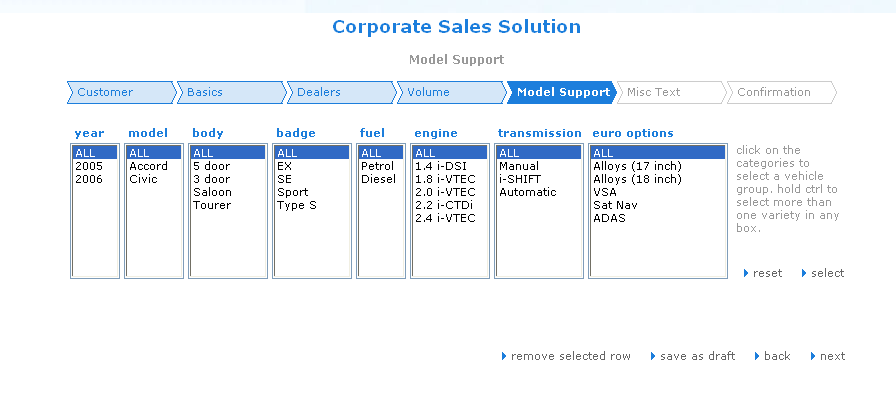 Corporate Sales Solution
Model Support
Customer Basics Dealers Volume Model Support Misc Text Confirmation
year model body badge fuel engine transmission euro options
ALL
2005
2006
ALL
Accord
Civic
ALL
5 door
3 door
Saloon
Tourer
ALL
EX
SE
Sport
Type S
ALL
Petrol
Diesel
ALL
1.4 i-DSI
1.8 i-VTEC
2.0 i-VTEC
2.2 i-CTDi
2.4 i-VTEC
ALL
Manual
i-SHIFT
Automatic
ALL
Alloys (17 inch)
Alloys (18 inch)
VSA
Sat Nav
ADAS
click on the
categories to
select a vehicle
group. hold ctrl to
select more than
one variety in any
box.
reset select
remove selected row save as draft back next